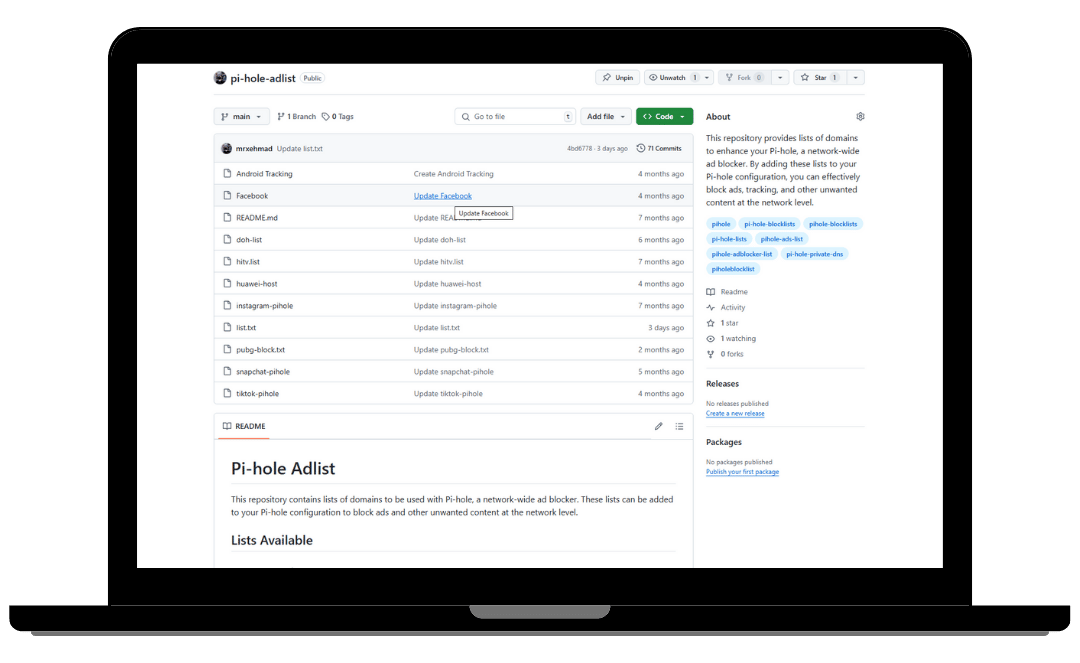 pi-hole-adlist Public
Unpin Unwatch 1 Fork 0 Star 1
main 1 Branch 0 Tags Go to file t Add file Code
mrxehmad Update list.txt 4bd6778 · 3 days ago 71 Commits
Android Tracking Create Android Tracking 4 months ago
Facebook Update Facebook 4 months ago
Update Facebook
README.md Update REA 7 months ago
doh-list Update doh-list 6 months ago
hitv.list Update hitv.list 7 months ago
huawei-host Update huawei-host 4 months ago
instagram-pihole Update instagram-pihole 7 months ago
list.txt Update list.txt 3 days ago
pubg-block.txt Update pubg-block.txt 2 months ago
snapchat-pihole Update snapchat-pihole 5 months ago
tiktok-pihole Update tiktok-pihole 4 months ago
README
Pi-hole Adlist
This repository contains lists of domains to be used with Pi-hole, a network-wide ad blocker. These lists can be added
to your Pi-hole configuration to block ads and other unwanted content at the network level.
Lists Available
About
This repository provides lists of domains
to enhance your Pi-hole, a network-wide
ad blocker. By adding these lists to your
Pi-hole configuration, you can effectively
block ads, tracking, and other unwanted
content at the network level.
pihole pi-hole-blocklists pihole-blocklists
pi-hole-lists pihole-ads-list
pihole-adblocker-list pi-hole-private-dns
piholeblocklist
Readme
Activity
1 star
1 watching
0 forks
Releases
No releases published
Create a new release
Packages
No packages published
Publish your first package